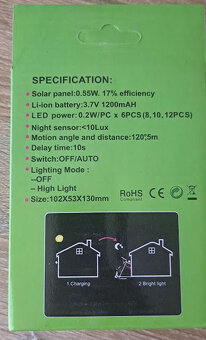 SPECIFICATION:
Solar panel:0.55W. 17% efficiency
Li-ion battery:3.7V 1200mAH
LED power:0.2W/PC x 6PCS(8,10,12PCS)
Night sensor:<10Lux
Motion angle and distance:120°,5m
Delay time:10s
Switch:OFF/AUTO
Lighting Mode :
–OFF
– High Light
Size:102X53X130mm
RoHS
Compliant
CE
1.Charging
2 Bright light